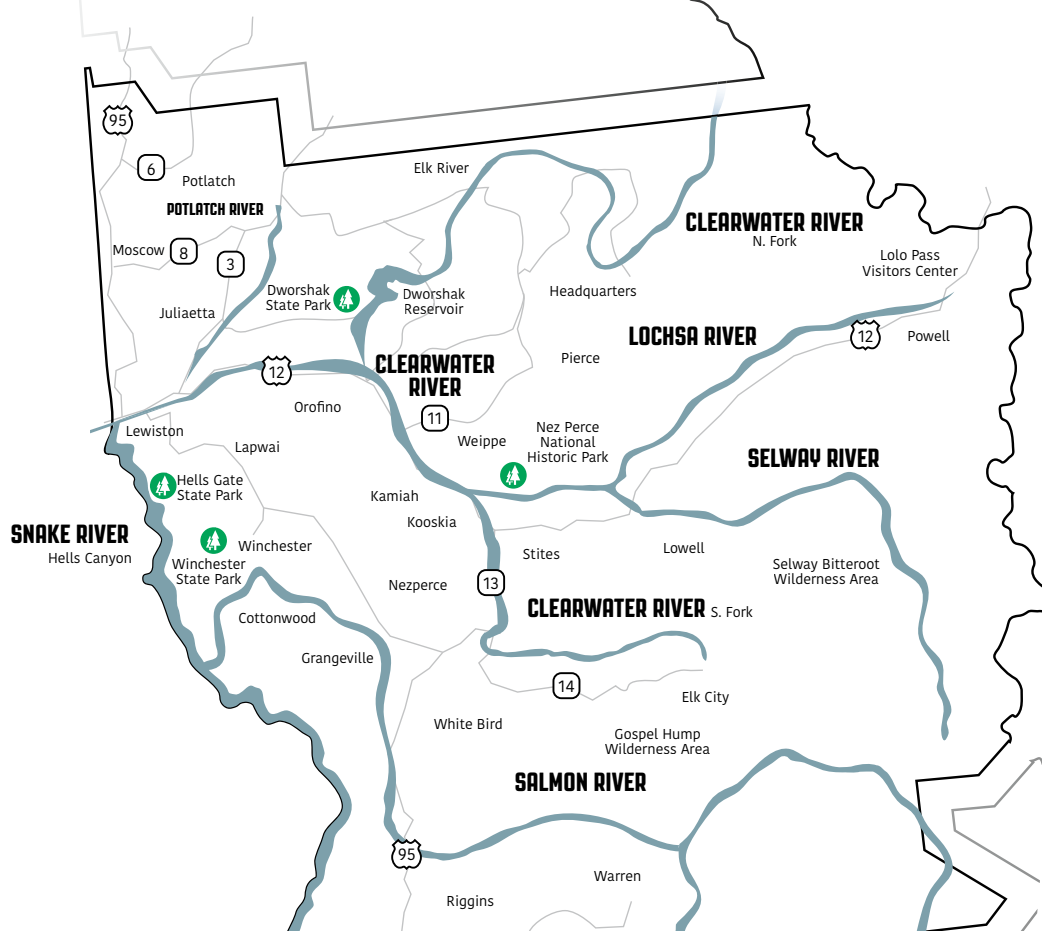 95
6
Potlatch
POTLATCH RIVER
Elk River
Moscow
8
3
CLEARWATER RIVER
N. Fork
Lolo Pass
Visitors Center
Dworshak
State Park
Dworshak
Reservoir
Headquarters
Juliaetta
LOCHSA RIVER
12
Powell
Pierce
12
CLEARWATER
RIVER
Orofino
11
Lewiston
Lapwai
Weippe
Nez Perce
National
Historic Park
SELWAY RIVER
Hells Gate
State Park
Kamiah
Kooskia
SNAKE RIVER
Hells Canyon
Winchester
Winchester
State Park
Stites
Lowell
Selway Bitteroot
Wilderness Area
Nezperce
13
CLEARWATER RIVER S. Fork
Cottonwood
Grangeville
14
Elk City
White Bird
Gospel Hump
Wilderness Area
SALMON RIVER
95
Warren
Riggins